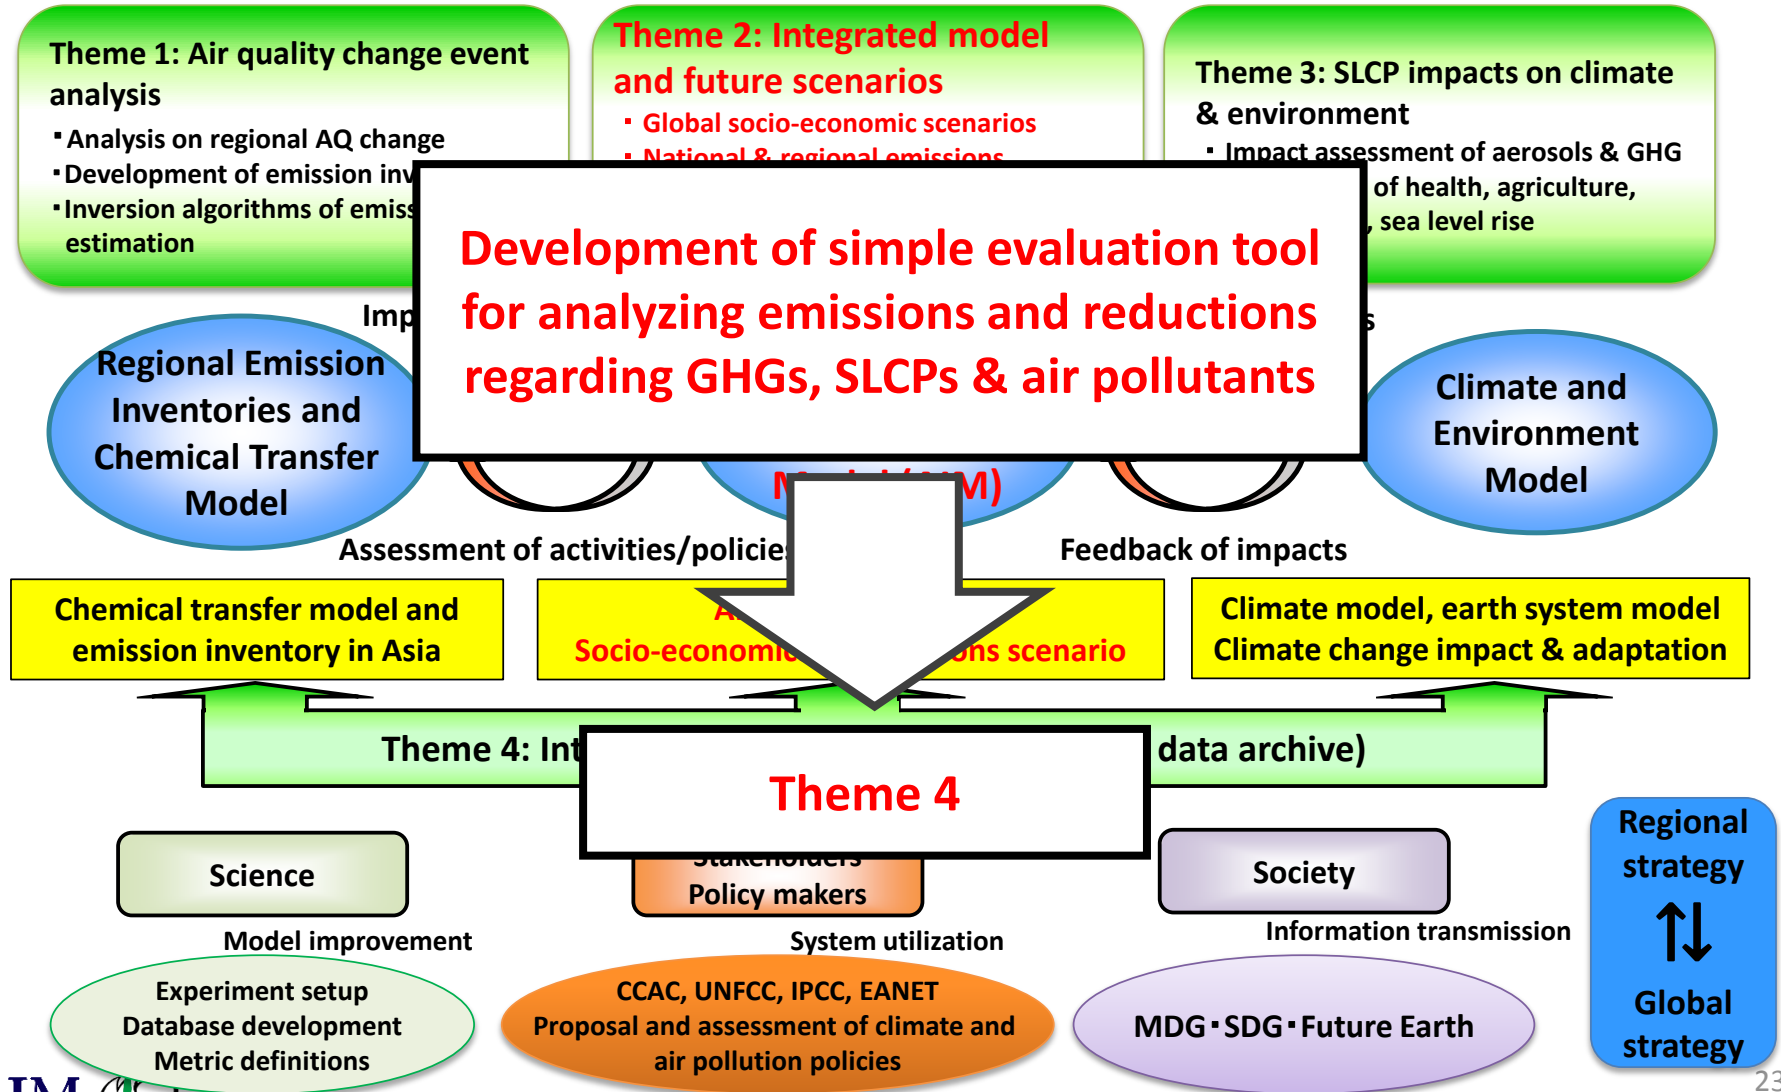 Theme 1: Air quality change event
analysis
▪ Analysis on regional AQ change
▪ Development of emission inv
▪ Inversion algorithms of emiss
estimation
Theme 2: Integrated model
and future scenarios
▪ Global socio-economic scenarios
▪ National & regional emissions
Theme 3: SLCP impacts on climate
& environment
▪ Impact assessment of aerosols & GHG
of health, agriculture,
, sea level rise
Development of simple evaluation tool
for analyzing emissions and reductions
regarding GHGs, SLCPs & air pollutants
Imp
s
Regional Emission
Inventories and
Chemical Transfer
Model
Climate and
Environment
Model
Assessment of activities/policies
Feedback of impacts
Chemical transfer model and
emission inventory in Asia
Socio-economic ons scenario
Climate model, earth system model
Climate change impact & adaptation
Theme 4: Int data archive)
Theme 4
Science
Stakeholders
Policy makers
Society
Model improvement
System utilization
Information transmission
Experiment setup
Database development
Metric definitions
CCAC, UNFCC, IPCC, EANET
Proposal and assessment of climate and
air pollution policies
MDG▪SDG▪Future Earth
Regional
strategy
⇅
Global
strategy
23